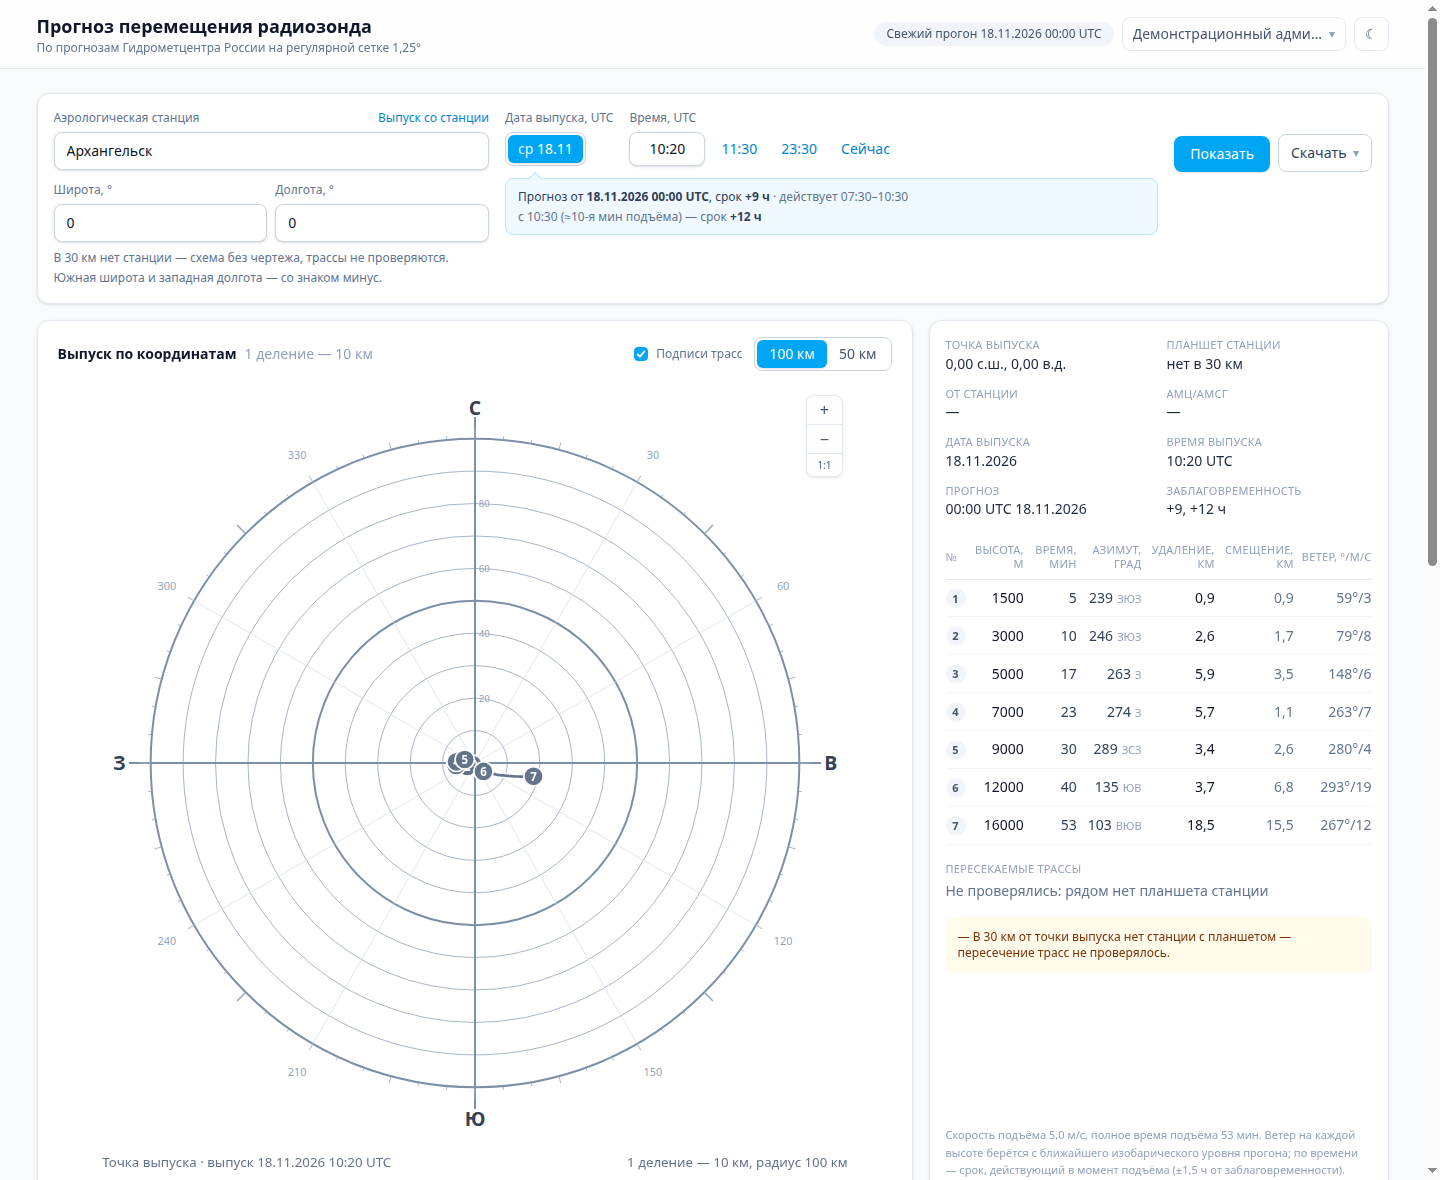 Прогноз перемещения радиозонда
По прогнозам Гидрометцентра России на регулярной сетке 1,25°
Свежий прогон 18.11.2026 00:00 UTC
Демонстрационный адми... ▾
☾
Аэрологическая станция
Выпуск со станции
Архангельск
Широта, °
Долгота, °
0
0
В 30 км нет станции — схема без чертежа, трассы не проверяются.
Южная широта и западная долгота — со знаком минус.
Дата выпуска, UTC
Время, UTC
ср 18.11
10:20
11:30
23:30
Сейчас
Прогноз от 18.11.2026 00:00 UTC, срок +9 ч · действует 07:30–10:30
с 10:30 (≈10-я мин подъёма) — срок +12 ч
Показать
Скачать ▾
Выпуск по координатам 1 деление — 10 км
Подписи трасс
100 км
50 км
+
−
1:1
С
330
30
80
300
60
60
40
20
З
5
6
7
В
240
120
210
150
Ю
Точка выпуска · выпуск 18.11.2026 10:20 UTC
1 деление — 10 км, радиус 100 км
ТОЧКА ВЫПУСКА
ПЛАНШЕТ СТАНЦИИ
0,00 с.ш., 0,00 в.д.
нет в 30 км
ОТ СТАНЦИИ
АМЦ/АМСГ
—
—
ДАТА ВЫПУСКА
ВРЕМЯ ВЫПУСКА
18.11.2026
10:20 UTC
ПРОГНОЗ
ЗАБЛАГОВРЕМЕННОСТЬ
00:00 UTC 18.11.2026
+9, +12 ч
№ ВЫСОТА, М ВРЕМЯ, МИН АЗИМУТ, ГРАД УДАЛЕНИЕ, КМ СМЕЩЕНИЕ, КМ ВЕТЕР, °/М/С
1 1500 5 239 ЗЮЗ 0,9 0,9 59°/3
2 3000 10 246 ЗЮЗ 2,6 1,7 79°/8
3 5000 17 263 З 5,9 3,5 148°/6
4 7000 23 274 З 5,7 1,1 263°/7
5 9000 30 289 ЗСЗ 3,4 2,6 280°/4
6 12000 40 135 ЮВ 3,7 6,8 293°/19
7 16000 53 103 ВЮВ 18,5 15,5 267°/12
ПЕРЕСЕКАЕМЫЕ ТРАССЫ
Не проверялись: рядом нет планшета станции
— В 30 км от точки выпуска нет станции с планшетом —
пересечение трасс не проверялось.
Скорость подъёма 5,0 м/с, полное время подъёма 53 мин. Ветер на каждой
высоте берётся с ближайшего изобарического уровня прогона; по времени
— срок, действующий в момент подъёма (±1,5 ч от заблаговременности).